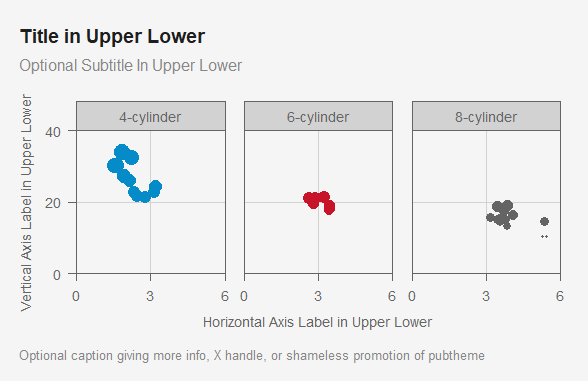 Title in Upper Lower
Optional Subtitle In Upper Lower
Vertical Axis Label in Upper Lower
4-cylinder
6-cylinder
8-cylinder
40
20
0
0 3 6 0 3 6 0 3 6
Horizontal Axis Label in Upper Lower
Optional caption giving more info, X handle, or shameless promotion of pubtheme